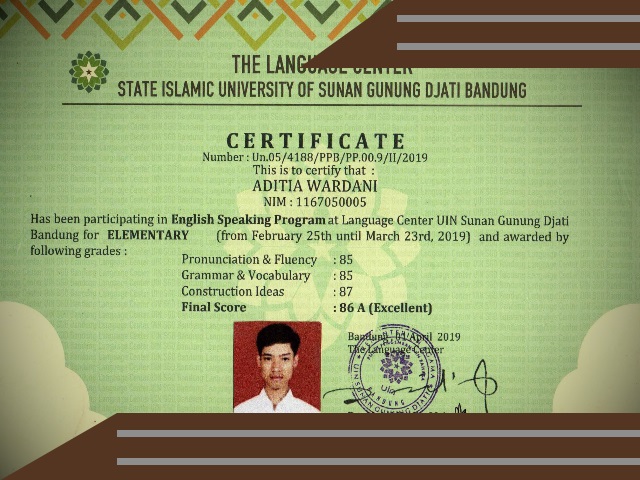 THE LANGUAGE CENTER
STATE ISLAMIC UNIVERSITY OF SUNAN GUNUNG DJATI BANDUNG
CERTIFICATE
Number : Un.05/4188/PPB/PP.00.9/II/2019
This is to certify that :
ADITIA WARDANI
NIM : 1167050005
Has been participating in English Speaking Program at Language Center UIN Sunan Gunung Djati
Bandung for ELEMENTARY (from February 25th until March 23rd, 2019) and awarded by
following grades :
Pronunciation & Fluency : 85
Grammar & Vocabulary : 85
Construction Ideas : 87
Final Score : 86 A (Excellent)
Bandung April 2019
The Language Center
UIN SUNAN GUNUNG DJATI
BANDUNG